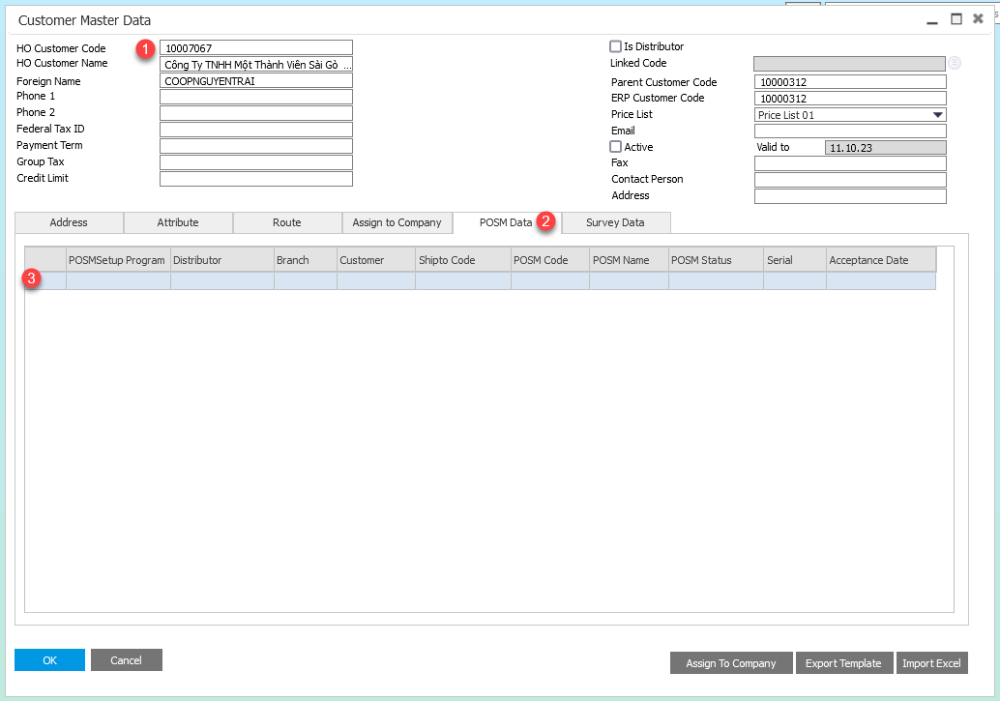 Customer Master Data
HO Customer Code
1
10007067
HO Customer Name
Công Ty TNHH Một Thành Viên Sài Gò ...
Foreign Name
COOPNGUYENTRAI
Phone 1
Phone 2
Federal Tax ID
Payment Term
Group Tax
Credit Limit
Is Distributor
Linked Code
Parent Customer Code
10000312
ERP Customer Code
10000312
Price List
Price List 01
Email
Active
Valid to
11.10.23
Fax
Contact Person
Address
Address
Attribute
Route
Assign to Company
POSM Data
2
Survey Data
POSMSetup Program
Distributor
Branch
Customer
Shipto Code
POSM Code
POSM Name
POSM Status
Serial
Acceptance Date
3
OK
Cancel
Assign To Company
Export Template
Import Excel